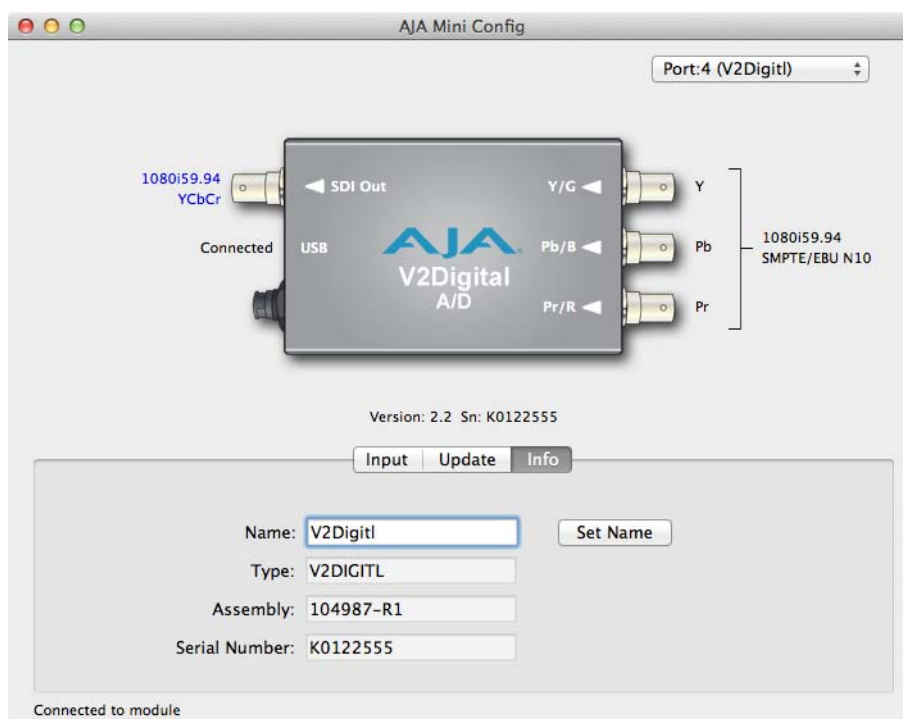 AJA Mini Config
Port:4 (V2Digitl)
1080i59.94
YCbCr
SDI Out
Y/G
Y
Connected
USB
AJA
V2Digital
A/D
Pb/B
Pb
1080i59.94
SMPTE/EBU N10
Pr/R
Pr
Version: 2.2 Sn: K0122555
Input
Update
Info
Name: V2Digitl
Set Name
Type: V2DIGITL
Assembly: 104987-R1
Serial Number: K0122555
Connected to module